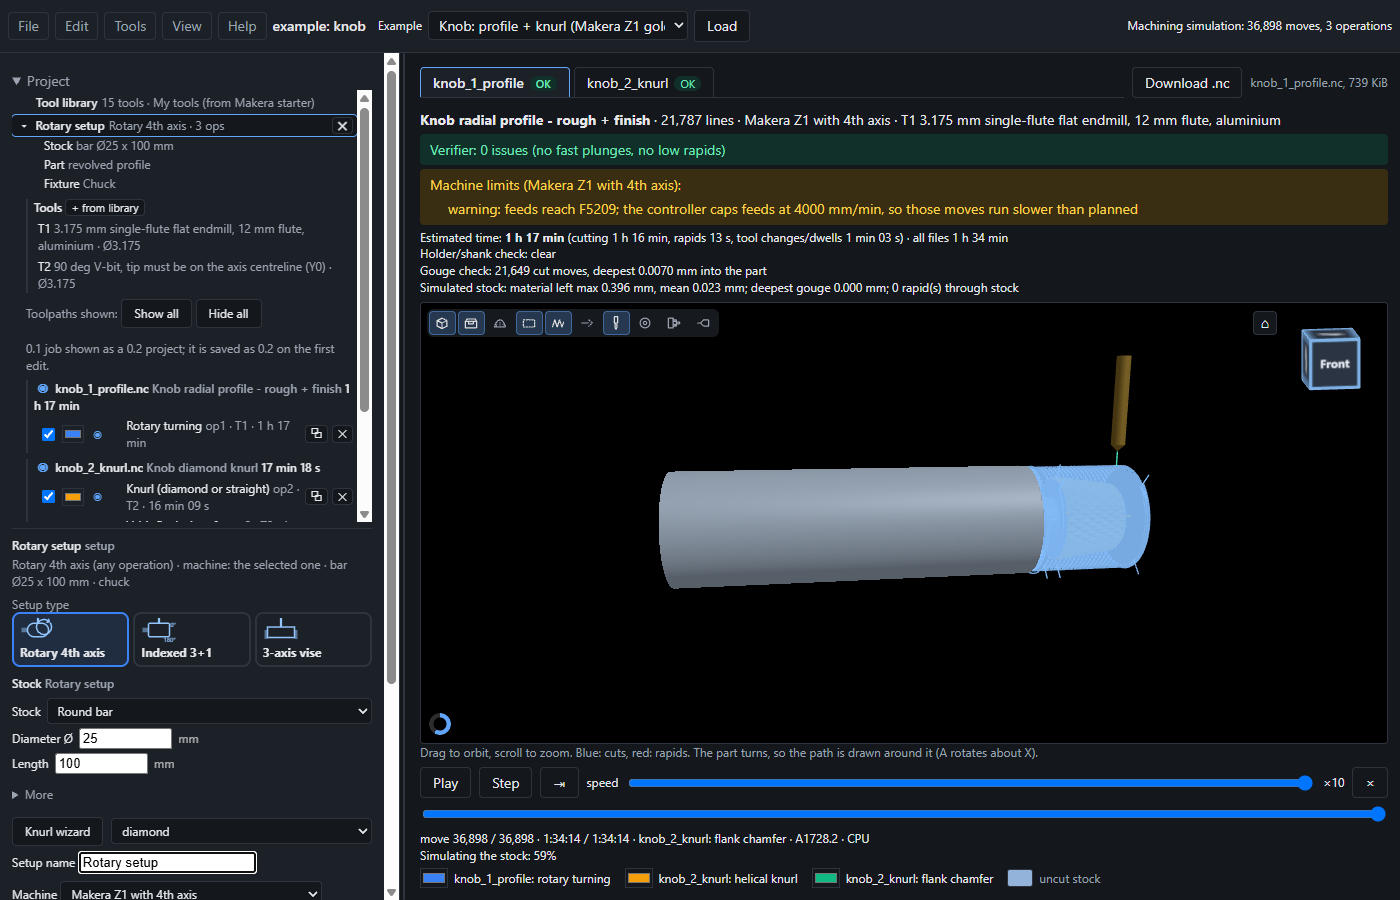 File Edit Tools View Help example: knob Example Knob: profile + knurl (Makera Z1 gol Load Machining simulation: 36,898 moves, 3 operations
Project
Tool library 15 tools · My tools (from Makera starter)
Rotary setup Rotary 4th axis · 3 ops
Stock bar Ø25 x 100 mm
Part revolved profile
Fixture Chuck
Tools + from library
T1 3.175 mm single-flute flat endmill, 12 mm flute,
aluminium · Ø3.175
T2 90 deg V-bit, tip must be on the axis centreline (Y0) ·
Ø3.175
Toolpaths shown: Show all Hide all
0.1 job shown as a 0.2 project; it is saved as 0.2 on the first
edit.
knob_1_profile.nc Knob radial profile - rough + finish 1
h 17 min
Rotary turning op1 · T1 · 1 h 17
min
knob_2_knurl.nc Knob diamond knurl 17 min 18 s
Knurl (diamond or straight) op2 ·
T2 · 16 min 09 s
Rotary setup setup
Rotary 4th axis (any operation) · machine: the selected one · bar
Ø25 x 100 mm · chuck
Setup type
Rotary 4th axis Indexed 3+1 3-axis vise
Stock Rotary setup
Stock Round bar
Diameter Ø 25 mm
Length 100 mm
More
Knurl wizard diamond
Setup name Rotary setup
Machine Makera Z1 with 4th axis
knob_1_profile OK knob_2_knurl OK Download .nc knob_1_profile.nc, 739 KiB
Knob radial profile - rough + finish · 21,787 lines · Makera Z1 with 4th axis · T1 3.175 mm single-flute flat endmill, 12 mm flute, aluminium
Verifier: 0 issues (no fast plunges, no low rapids)
Machine limits (Makera Z1 with 4th axis):
warning: feeds reach F5209; the controller caps feeds at 4000 mm/min, so those moves run slower than planned
Estimated time: 1 h 17 min (cutting 1 h 16 min, rapids 13 s, tool changes/dwells 1 min 03 s) · all files 1 h 34 min
Holder/shank check: clear
Gouge check: 21,649 cut moves, deepest 0.0070 mm into the part
Simulated stock: material left max 0.396 mm, mean 0.023 mm; deepest gouge 0.000 mm; 0 rapid(s) through stock
Front
Drag to orbit, scroll to zoom. Blue: cuts, red: rapids. The part turns, so the path is drawn around it (A rotates about X).
Play Step speed ×10
move 36,898 / 36,898 · 1:34:14 / 1:34:14 · knob_2_knurl: flank chamfer · A1728.2 · CPU
Simulating the stock: 59%
knob_1_profile: rotary turning knob_2_knurl: helical knurl knob_2_knurl: flank chamfer uncut stock